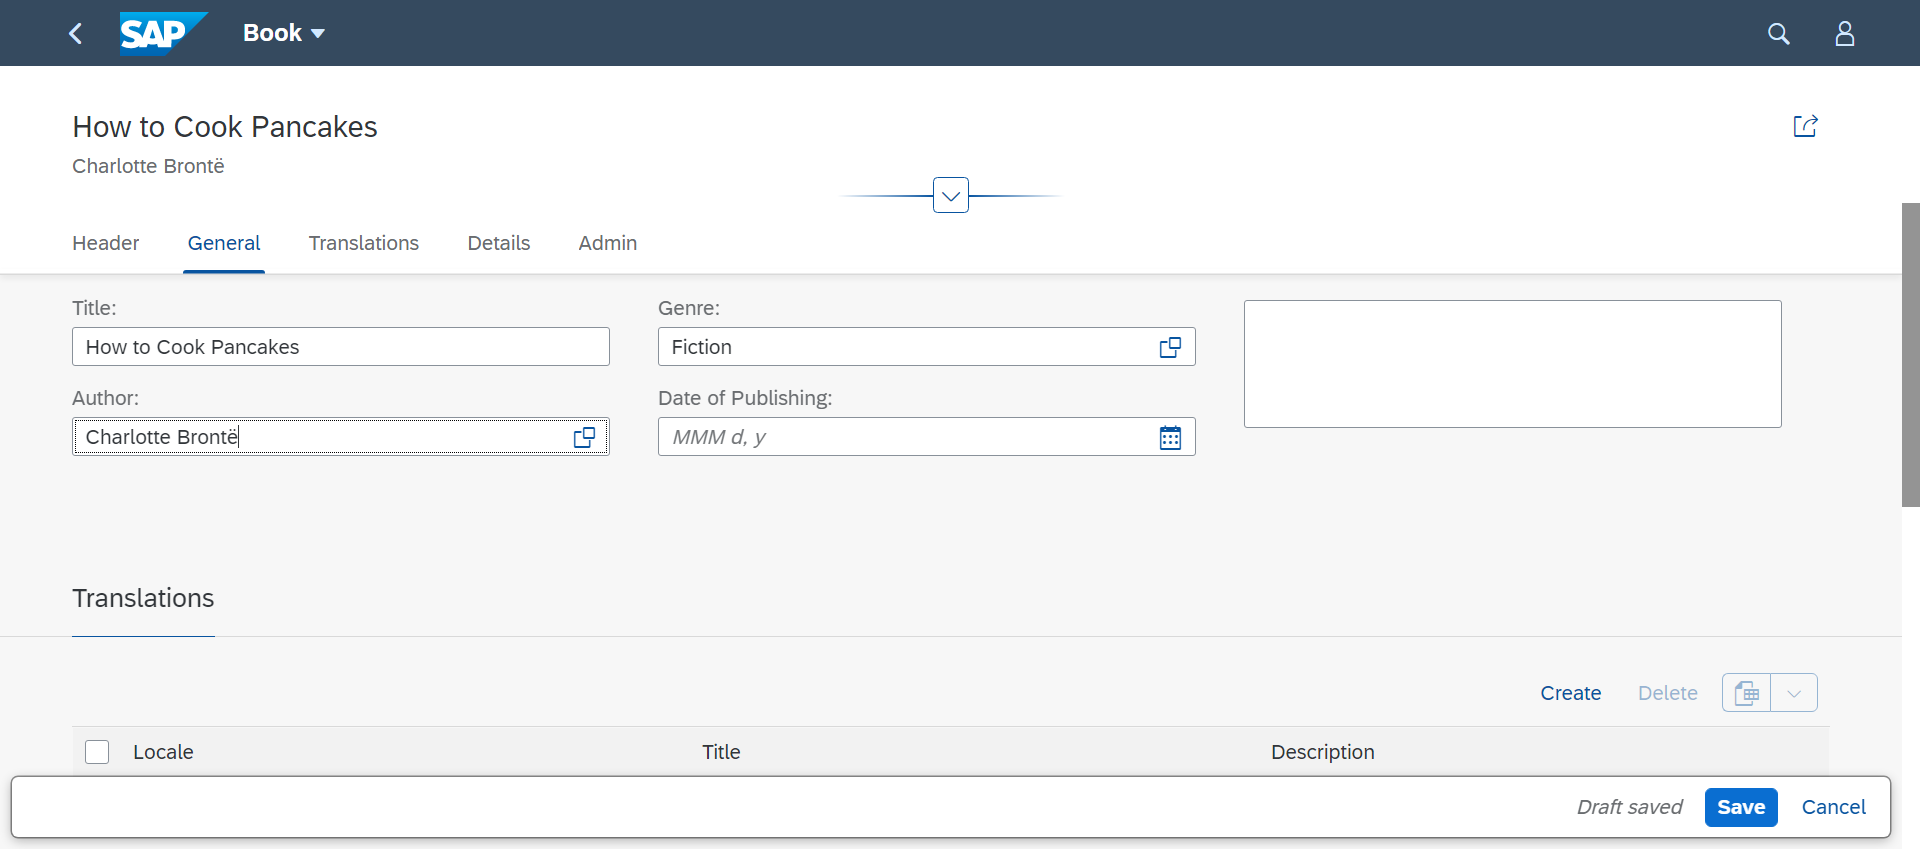 SAP Book
How to Cook Pancakes
Charlotte Brontë
Header General Translations Details Admin
Title:
How to Cook Pancakes
Author:
Charlotte Brontë
Genre:
Fiction
Date of Publishing:
MMM d, y
Translations
Create Delete
Locale Title Description
Draft saved Save Cancel